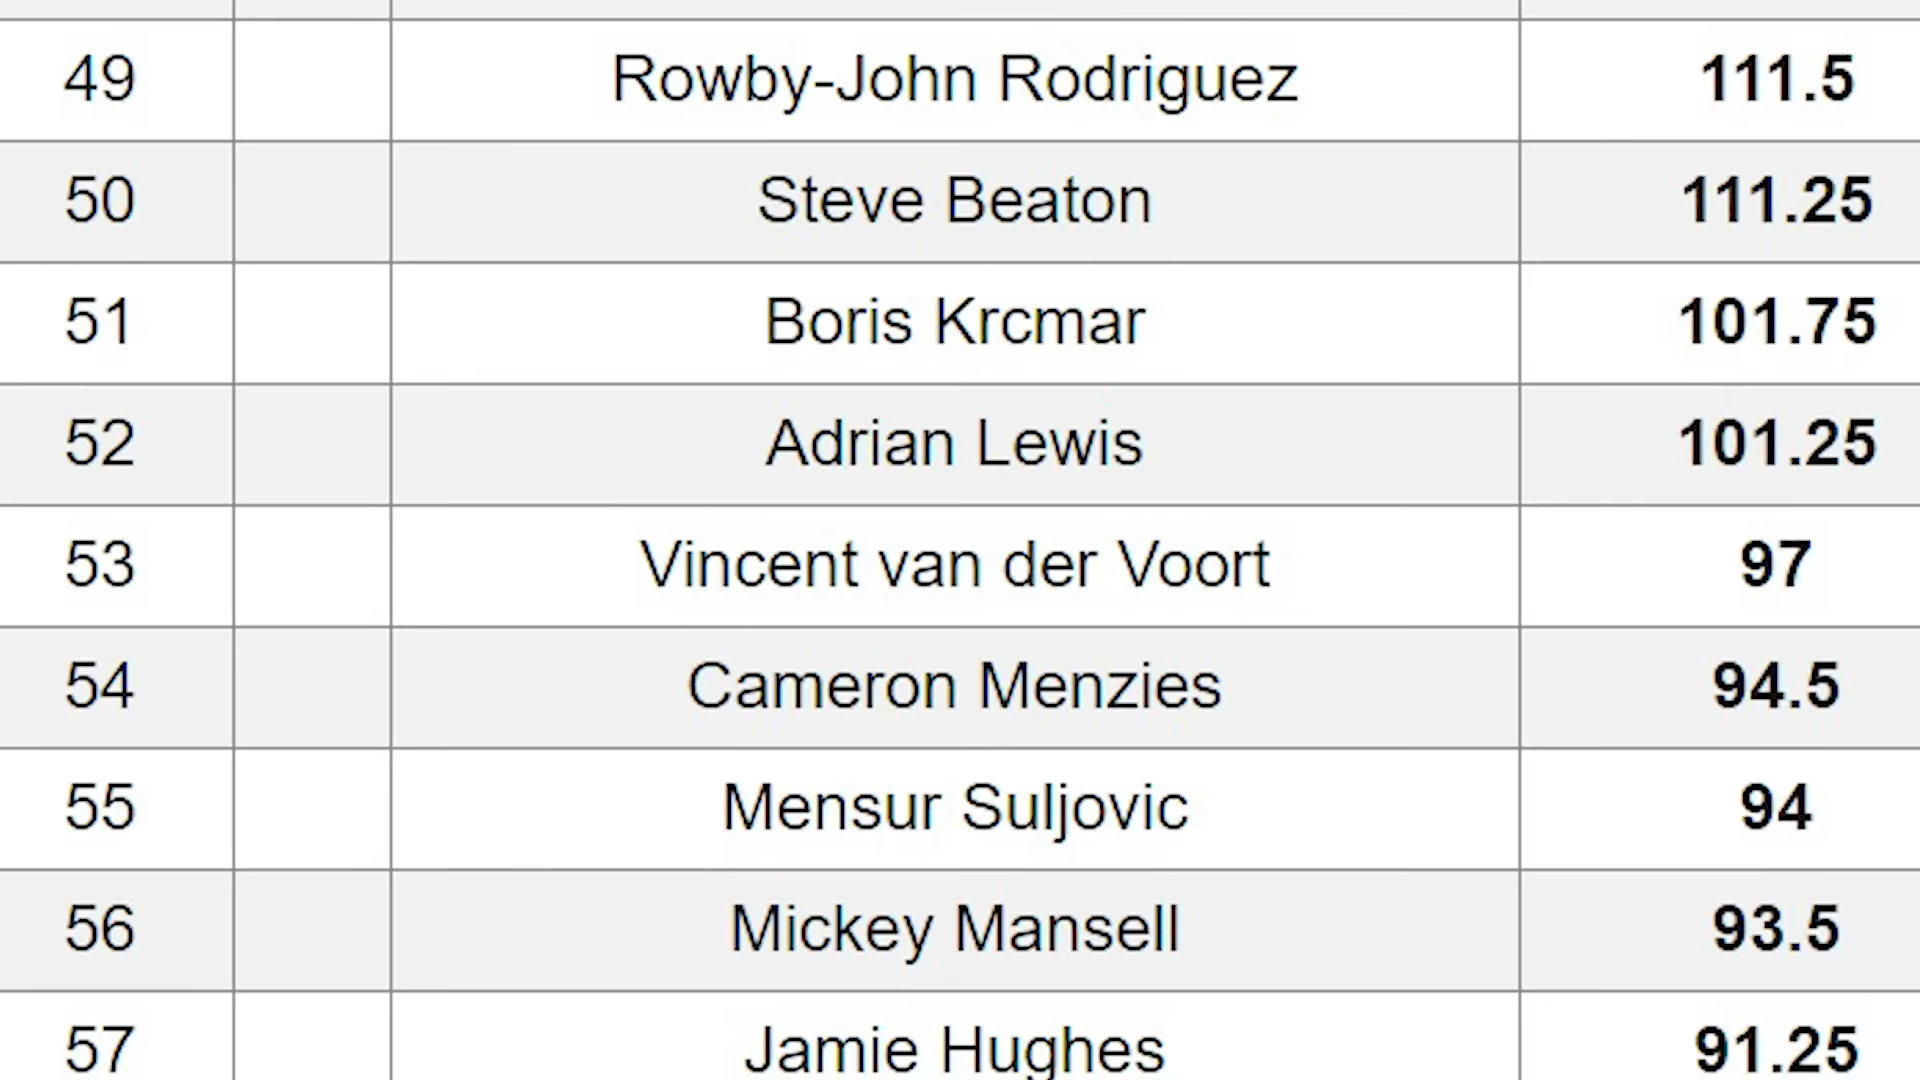 49 Rowby-John Rodriguez 111.5
50 Steve Beaton 111.25
51 Boris Krcmar 101.75
52 Adrian Lewis 101.25
53 Vincent van der Voort 97
54 Cameron Menzies 94.5
55 Mensur Suljovic 94
56 Mickey Mansell 93.5
57 Jamie Hughes 91.25